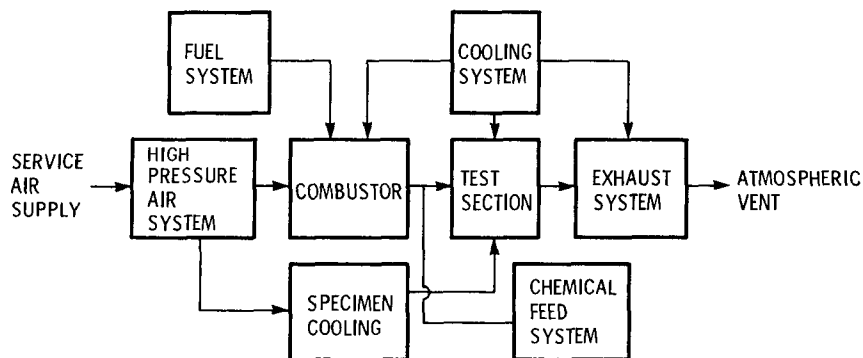 FUEL
SYSTEM
COOLING
SYSTEM
SERVICE
AIR
SUPPLY
HIGH
PRESSURE
AIR
SYSTEM
COMBUSTOR
TEST
SECTION
EXHAUST
SYSTEM
ATMOSPHERIC
VENT
SPECIMEN
COOLING
CHEMICAL
FEED
SYSTEM